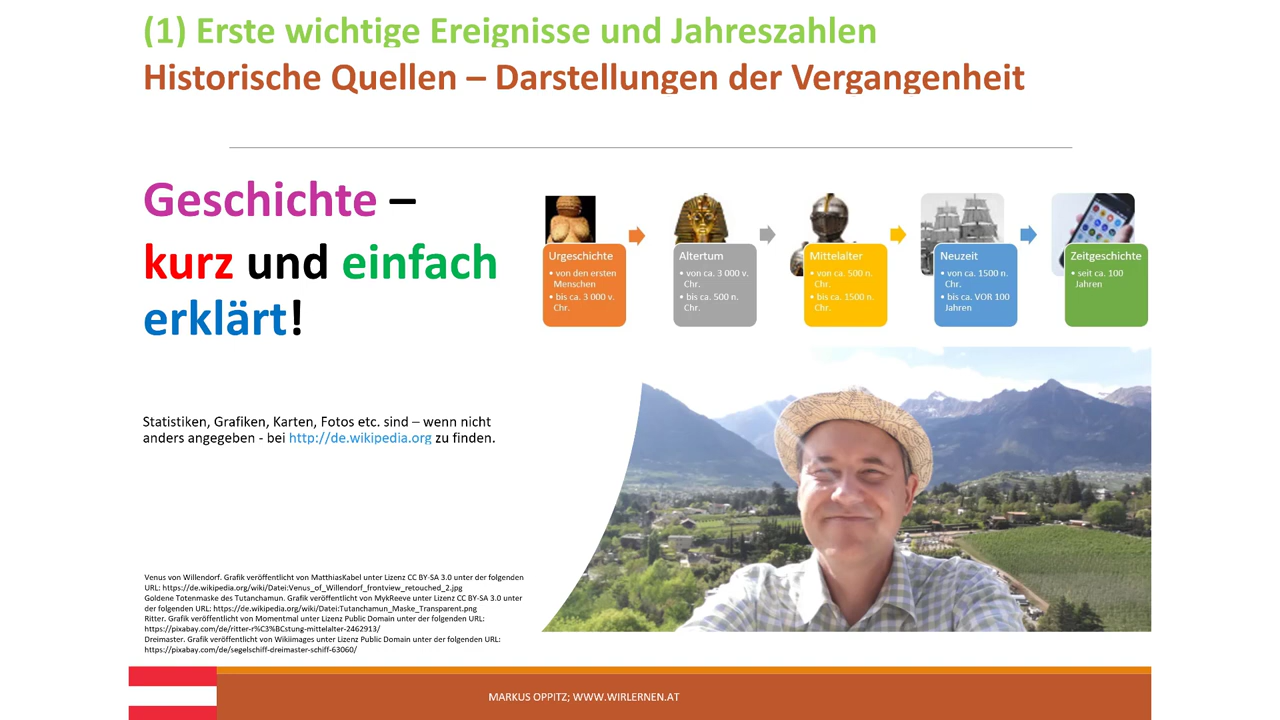 (1) Erste wichtige Ereignisse und Jahreszahlen
Historische Quellen – Darstellungen der Vergangenheit
Geschichte –
kurz und einfach
erklärt!
Urgeschichte
• von den ersten
Menschen
• bis ca. 3 000 v.
Chr.
Altertum
• von ca. 3 000 v.
Chr.
• bis ca. 500 n.
Chr.
Mittelalter
• von ca. 500 n.
Chr.
• bis ca. 1500 n.
Chr.
Neuzeit
• von ca. 1500 n.
Chr.
• bis ca. VOR 100
Jahren
Zeitgeschichte
• seit ca. 100
Jahren
Statistiken, Grafiken, Karten, Fotos etc. sind – wenn nicht
anders angegeben - bei http://de.wikipedia.org zu finden.
Venus von Willendorf. Grafik veröffentlicht von MatthiasKabel unter Lizenz CC BY-SA 3.0 unter der folgenden
URL: https://de.wikipedia.org/wiki/Datei:Venus_of_Willendorf_frontview_retouched_2.jpg
Goldene Totenmaske des Tutanchamun. Grafik veröffentlicht von MykReeve unter Lizenz CC BY-SA 3.0 unter
der folgenden URL: https://de.wikipedia.org/wiki/Datei:Tutanchamun_Maske_Transparent.png
Ritter. Grafik veröffentlicht von Momentmal unter Lizenz Public Domain unter der folgenden URL:
https://pixabay.com/de/ritter-r%C3%BCstung-mittelalter-2462913/
Dreimaster. Grafik veröffentlicht von Wikiimages unter Lizenz Public Domain unter der folgenden URL:
https://pixabay.com/de/segelschiff-dreimaster-schiff-63060/
MARKUS OPPITZ; WWW.WIRLERNEN.AT